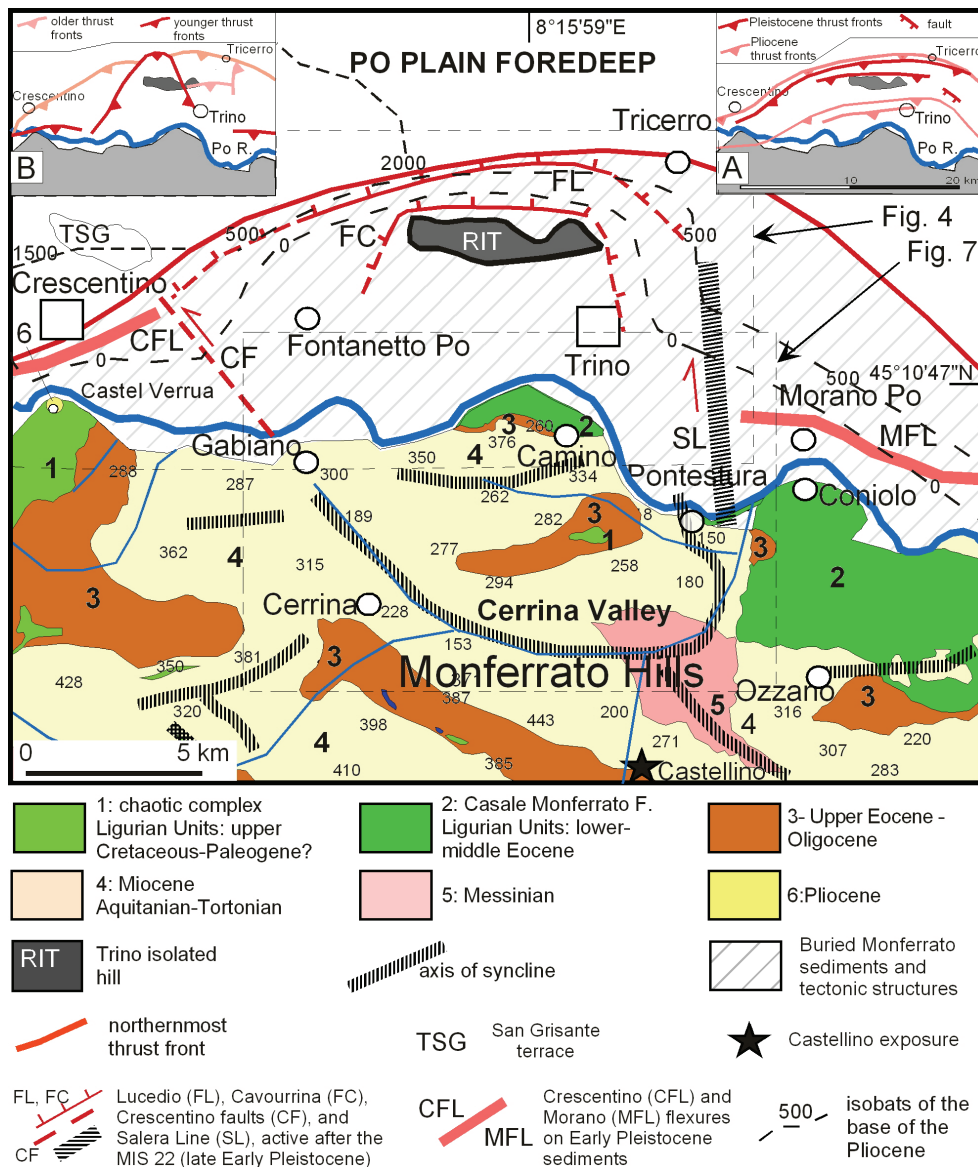 older thrust fronts
younger thrust fronts
Tricerro
Crescentino
Trino
Po R.
B
8°15'59"E
PO PLAIN FOREDEEP
Pleistocene thrust fronts
fault
Pliocene thrust fronts
Tricerro
Crescentino
Trino
Po R.
A
10
20 km
Tricerro
2000
FL
TSG
1500
500
0
FC
RIT
500
Fig. 4
Fig. 7
Crescentino
6
CFL
0
CF
Fontanetto Po
Trino
0
500
45°10'47"N
Castel Verrua
Morano Po
MFL
SL
0
Gabiano
3
260
2
376
4
Camino
350
334
262
Pontestura
Coniolo
1
288
287
300
189
282
3
18
150
3
2
362
4
315
277
1
258
294
180
3
Cerrina
228
Cerrina Valley
153
381
350
428
3
Monferrato Hills
371
387
Ozzano
5
4
316
3
320
398
443
200
4
410
385
271
307
220
283
Castellino
0
5 km
1: chaotic complex
Ligurian Units: upper
Cretaceous-Paleogene?
2: Casale Monferrato F.
Ligurian Units: lower-
middle Eocene
3- Upper Eocene -
Oligocene
4: Miocene
Aquitanian-Tortonian
5: Messinian
6:Pliocene
RIT
Trino isolated
hill
axis of syncline
Buried Monferrato
sediments and
tectonic structures
northernmost
thrust front
TSG
San Grisante
terrace
Castellino exposure
FL, FC
CF
Lucedio (FL), Cavourrina (FC),
Crescentino faults (CF), and
Salera Line (SL), active after the
MIS 22 (late Early Pleistocene)
CFL
MFL
Crescentino (CFL) and
Morano (MFL) flexures
on Early Pleistocene
sediments
500
isobats of the
base of the
Pliocene